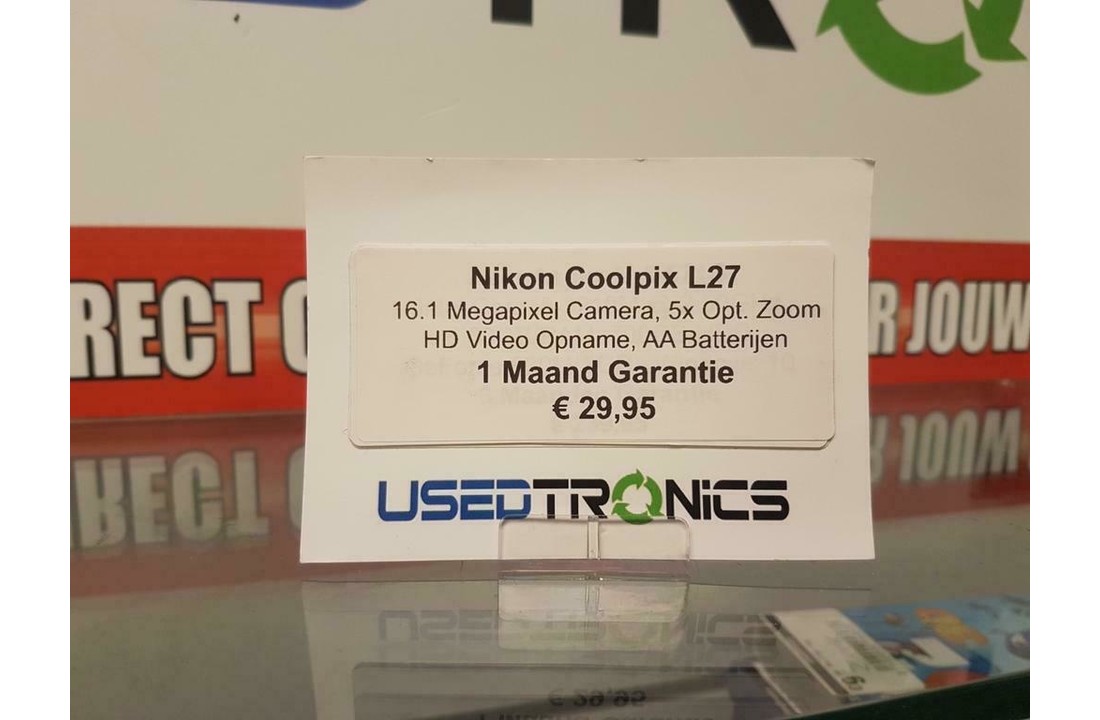 RECT
R JOUW
Nikon Coolpix L27
16.1 Megapixel Camera, 5x Opt. Zoom
HD Video Opname, AA Batterijen
1 Maand Garantie
€ 29,95
USEDTRONiCS